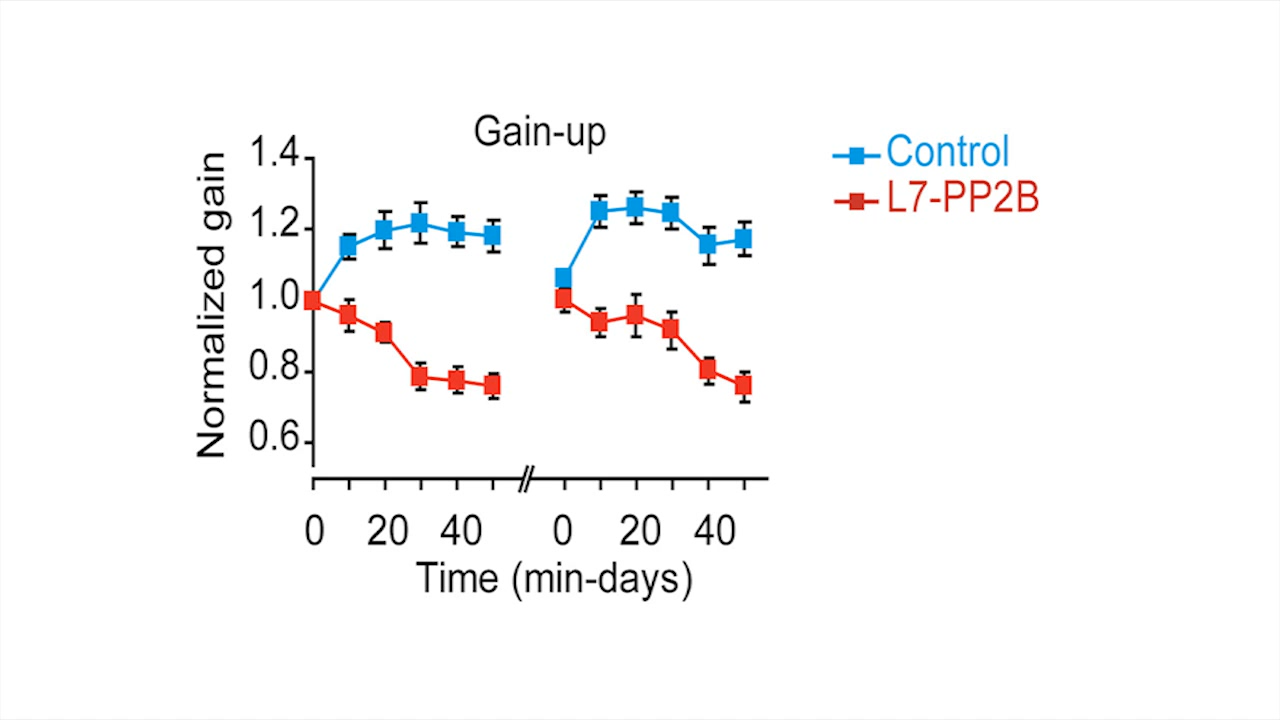 Gain-up
Control
L7-PP2B
Normalized gain
1.4
1.2
1.0
0.8
0.6
0 20 40 0 20 40
Time (min-days)